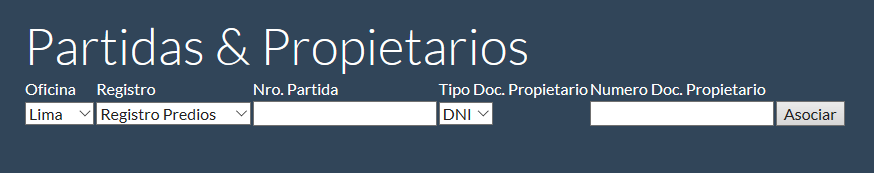 Partidas & Propietarios
Oficina Registro Nro. Partida Tipo Doc. Propietario Numero Doc. Propietario
Lima Registro Predios DNI Asociar